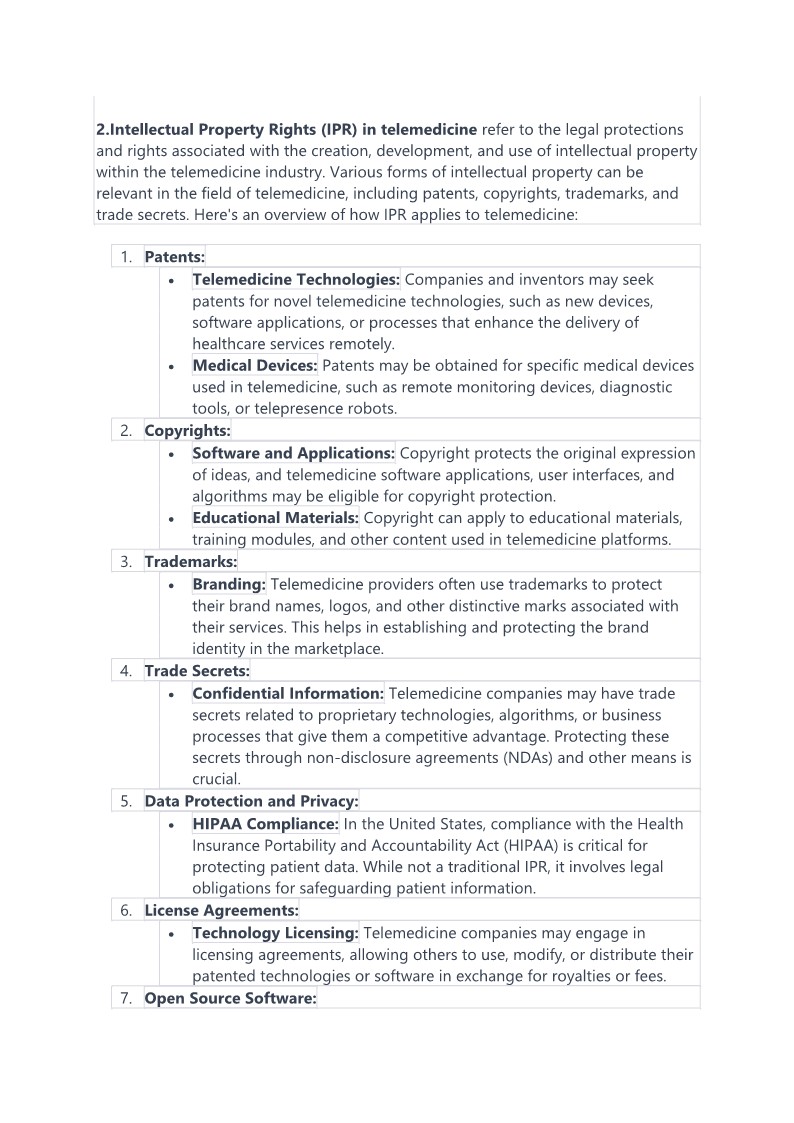 2.Intellectual Property Rights (IPR) in telemedicine refer to the legal protections
and rights associated with the creation, development, and use of intellectual property
within the telemedicine industry. Various forms of intellectual property can be
relevant in the field of telemedicine, including patents, copyrights, trademarks, and
trade secrets. Here's an overview of how IPR applies to telemedicine:
1. Patents:
• Telemedicine Technologies: Companies and inventors may seek
patents for novel telemedicine technologies, such as new devices,
software applications, or processes that enhance the delivery of
healthcare services remotely.
• Medical Devices: Patents may be obtained for specific medical devices
used in telemedicine, such as remote monitoring devices, diagnostic
tools, or telepresence robots.
2. Copyrights:
• Software and Applications: Copyright protects the original expression
of ideas, and telemedicine software applications, user interfaces, and
algorithms may be eligible for copyright protection.
• Educational Materials: Copyright can apply to educational materials,
training modules, and other content used in telemedicine platforms.
3. Trademarks:
• Branding: Telemedicine providers often use trademarks to protect
their brand names, logos, and other distinctive marks associated with
their services. This helps in establishing and protecting the brand
identity in the marketplace.
4. Trade Secrets:
• Confidential Information: Telemedicine companies may have trade
secrets related to proprietary technologies, algorithms, or business
processes that give them a competitive advantage. Protecting these
secrets through non-disclosure agreements (NDAs) and other means is
crucial.
5. Data Protection and Privacy:
• HIPAA Compliance: In the United States, compliance with the Health
Insurance Portability and Accountability Act (HIPAA) is critical for
protecting patient data. While not a traditional IPR, it involves legal
obligations for safeguarding patient information.
6. License Agreements:
• Technology Licensing: Telemedicine companies may engage in
licensing agreements, allowing others to use, modify, or distribute their
patented technologies or software in exchange for royalties or fees.
7. Open Source Software: